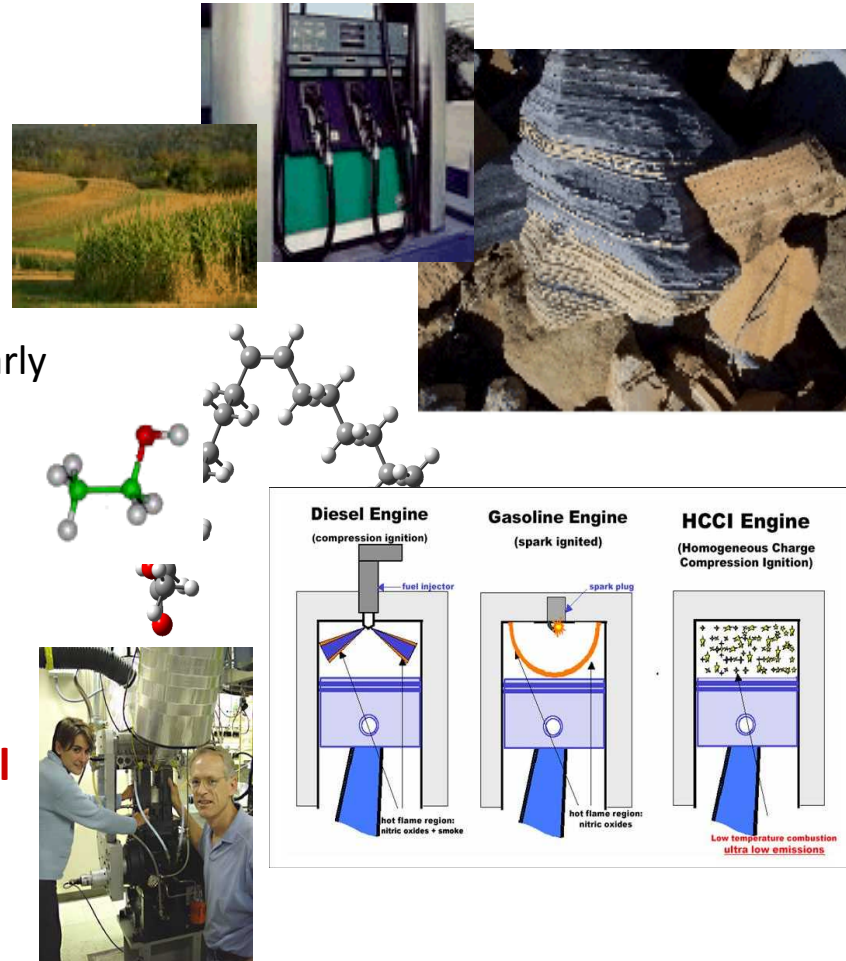 arly
Diesel Engine
(compression ignition)
fuel injector
hot flame region:
nitric oxides + smoke
Gasoline Engine
(spark ignited)
spark plug
hot flame region:
nitric oxides
HCCI Engine
(Homogeneous Charge
Compression Ignition)
Low temperature combustion
ultra low emissions
l